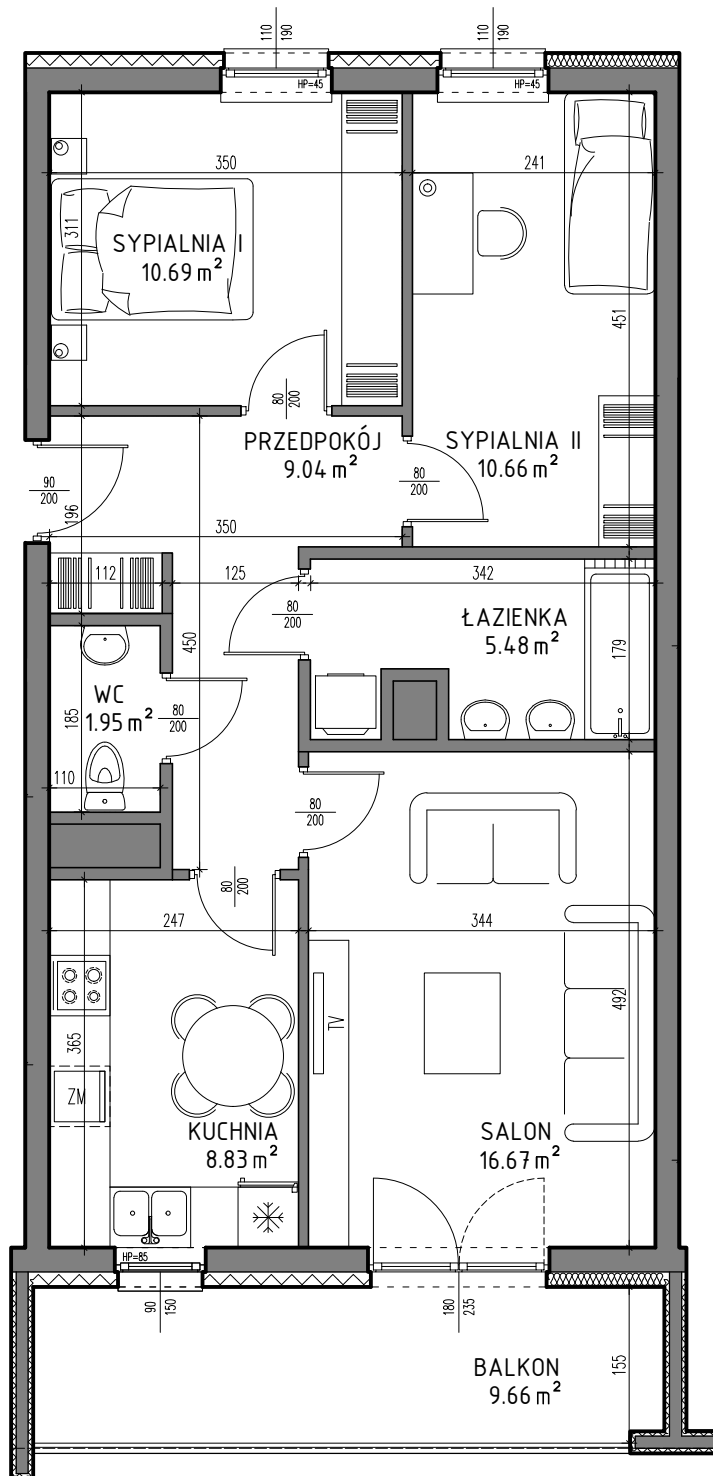 110
190
110
190
HP=45
HP=45
350
241
311
SYPIALNIA I
10.69 m²
451
80
200
PRZEDPOKÓJ
9.04 m²
SYPIALNIA II
10.66 m²
90
200
80
200
196
350
112
125
342
80
200
ŁAZIENKA
5.48 m²
179
450
WC
1.95 m²
80
200
185
110
80
200
80
200
247
344
492
365
TV
ZM
KUCHNIA
8.83 m²
SALON
16.67 m²
HP=85
90
150
180
235
BALKON
9.66 m²
155